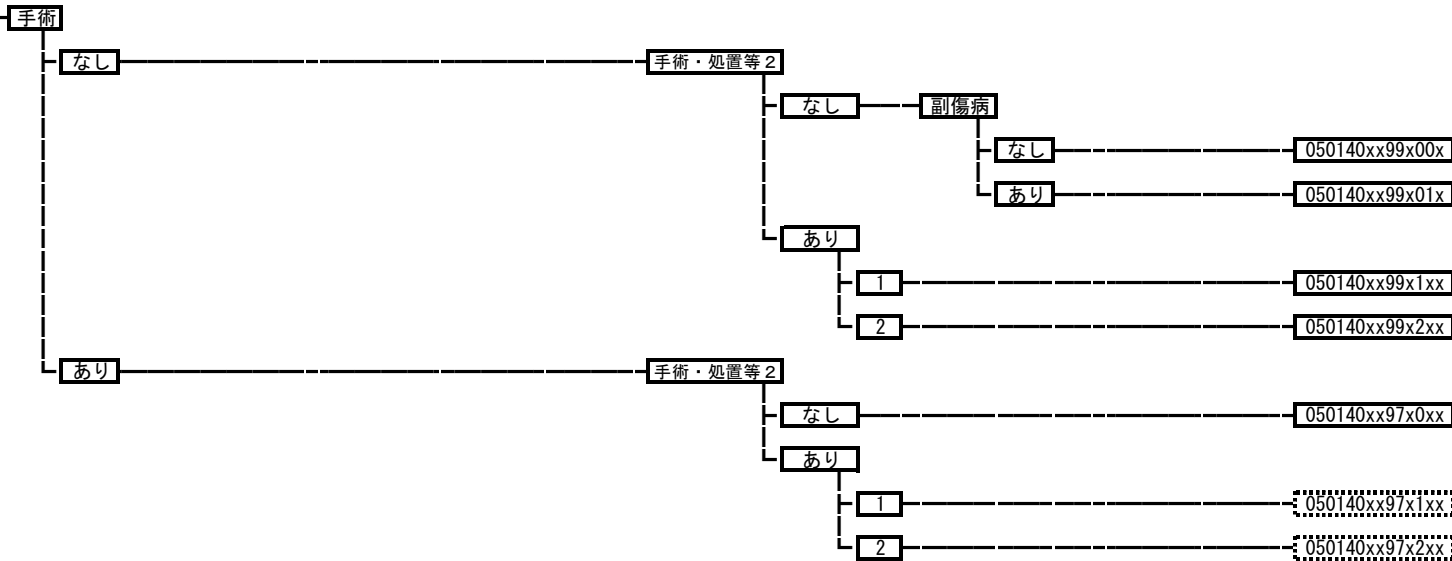 手術
なし 手術・処置等2
なし 副傷病
なし 050140xx99x00x
あり 050140xx99x01x
あり
1 050140xx99x1xx
2 050140xx99x2xx
あり 手術・処置等2
なし 050140xx97x0xx
あり
1 050140xx97x1xx
2 050140xx97x2xx